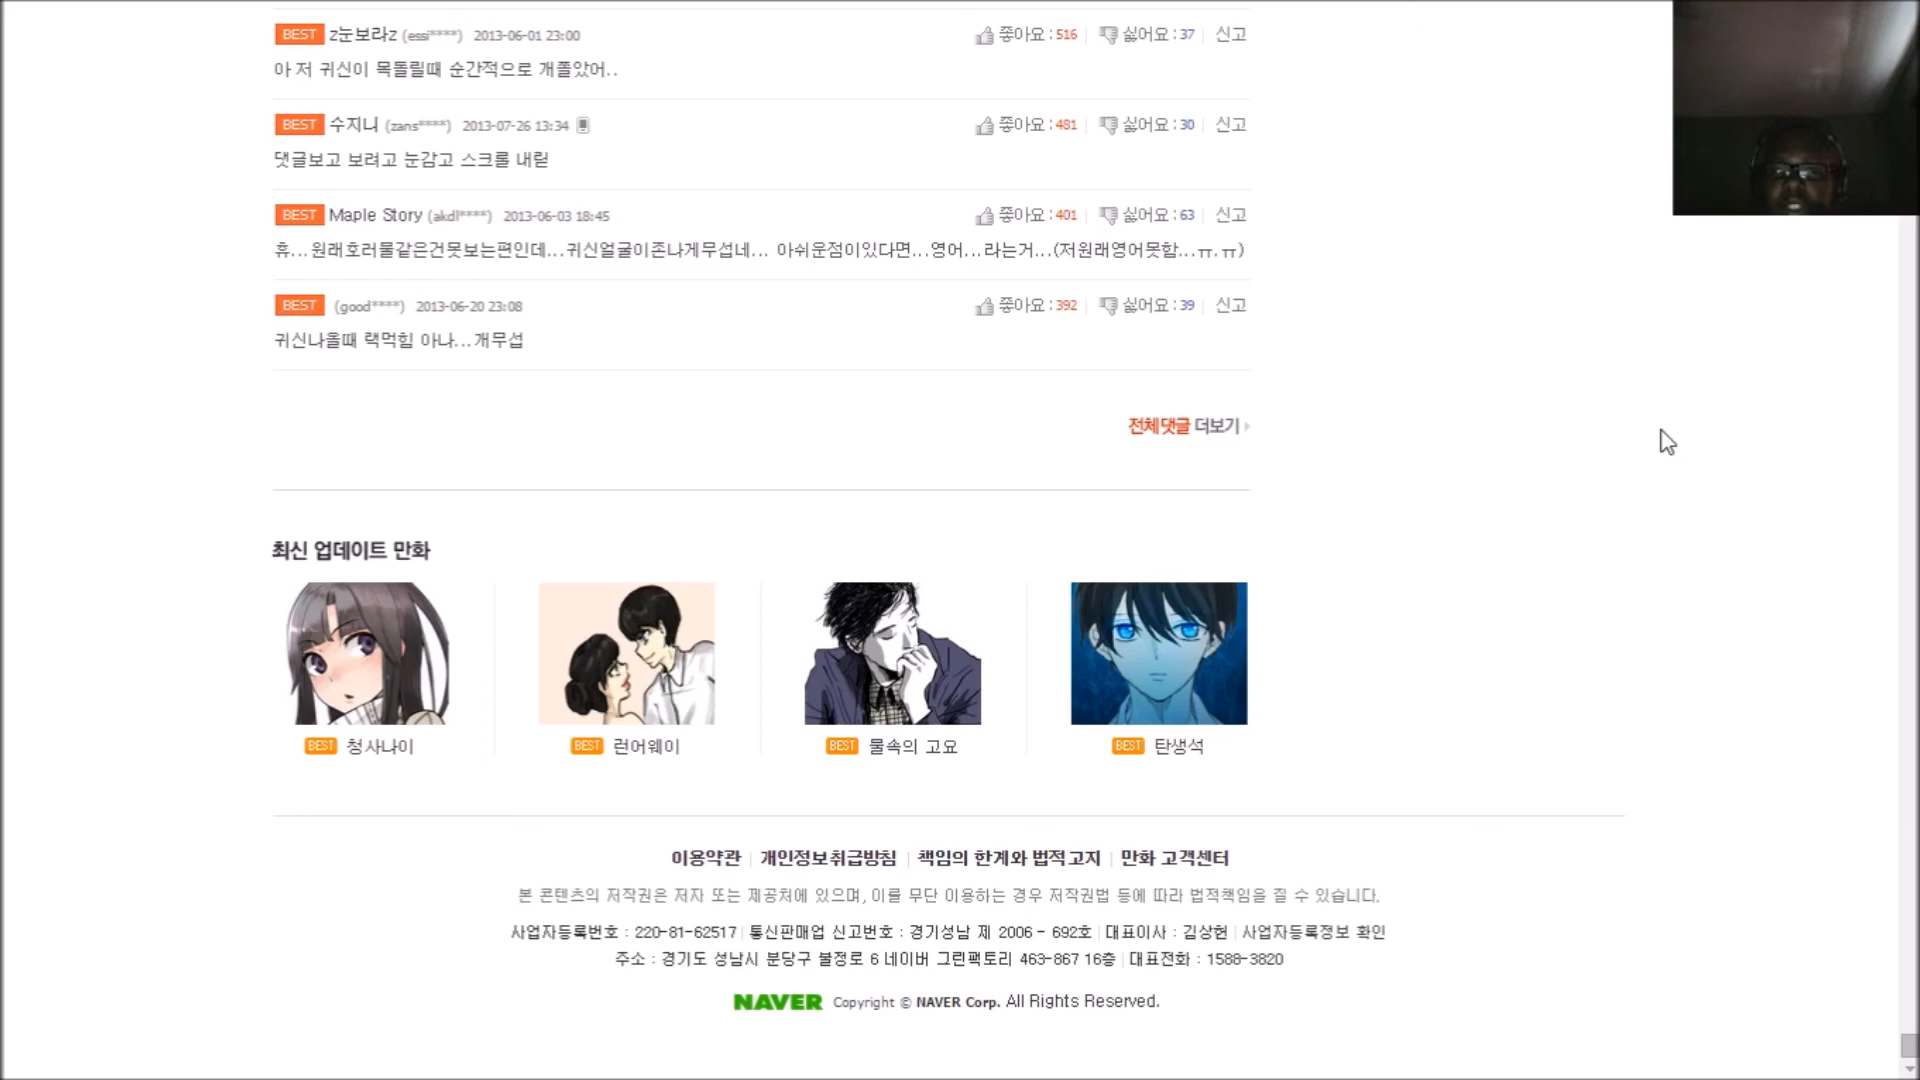 BEST z눈보라z (essi****) 2013-06-01 23:00 좋아요 : 516 싫어요 : 37 신고
아 저 귀신이 목돌릴때 순간적으로 개쫄았어..
BEST 수지니 (zans****) 2013-07-26 13:34 좋아요 : 481 싫어요 : 30 신고
댓글보고 보려고 눈감고 스크롤 내림
BEST Maple Story (akdl****) 2013-06-03 18:45 좋아요 : 401 싫어요 : 63 신고
휴...원래호러물같은건못보는편인데...귀신얼굴이존나게무섭네... 아쉬운점이있다면...영어...라는거...(저원래영어못함...ㅠ.ㅠ)
BEST (good****) 2013-06-20 23:08 좋아요 : 392 싫어요 : 39 신고
귀신나올때 랙먹힘 아나...개무섭
전체댓글 더보기
최신 업데이트 만화
BEST 청사나이
BEST 런어웨이
BEST 물속의 고요
BEST 탄생석
이용약관 | 개인정보취급방침 | 책임의 한계와 법적고지 | 만화 고객센터
본 콘텐츠의 저작권은 저자 또는 제공처에 있으며, 이를 무단 이용하는 경우 저작권법 등에 따라 법적책임을 질 수 있습니다.
사업자등록번호 : 220-81-62517 | 통신판매업 신고번호 : 경기성남 제 2006 - 692호 | 대표이사 : 김상헌 | 사업자등록정보 확인
주소 : 경기도 성남시 분당구 불정로 6 네이버 그린팩토리 463-867 16층 | 대표전화 : 1588-3820
NAVER Copyright © NAVER Corp. All Rights Reserved.